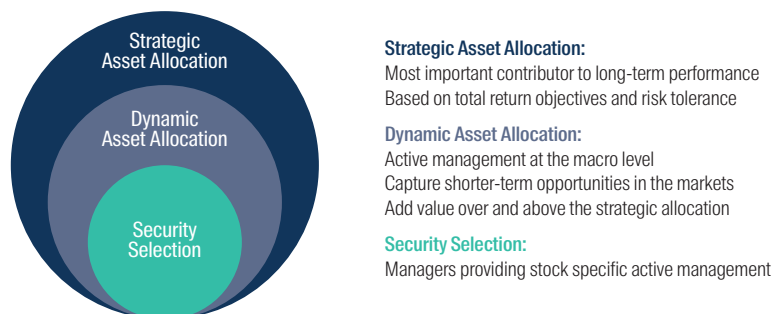 Strategic
Asset Allocation
Dynamic
Asset Allocation
Security
Selection
Strategic Asset Allocation:
Most important contributor to long-term performance
Based on total return objectives and risk tolerance
Dynamic Asset Allocation:
Active management at the macro level
Capture shorter-term opportunities in the markets
Add value over and above the strategic allocation
Security Selection:
Managers providing stock specific active management